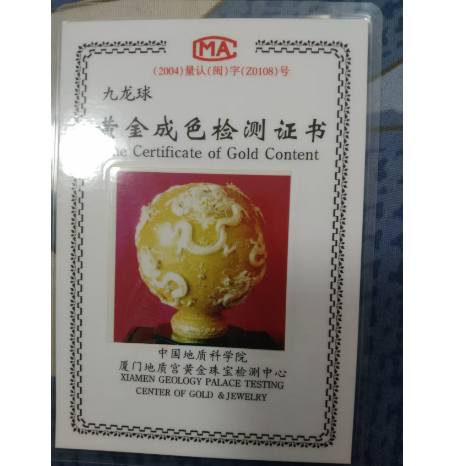 CMA
(2004)量认(闽)字(Z0108)号
九龙球
黄金成色检测证书
The Certificate of Gold Content
中国地质科学院
厦门地质宫黄金珠宝检测中心
XIAMEN GEOLOGY PALACE TESTING
CENTER OF GOLD & JEWELRY